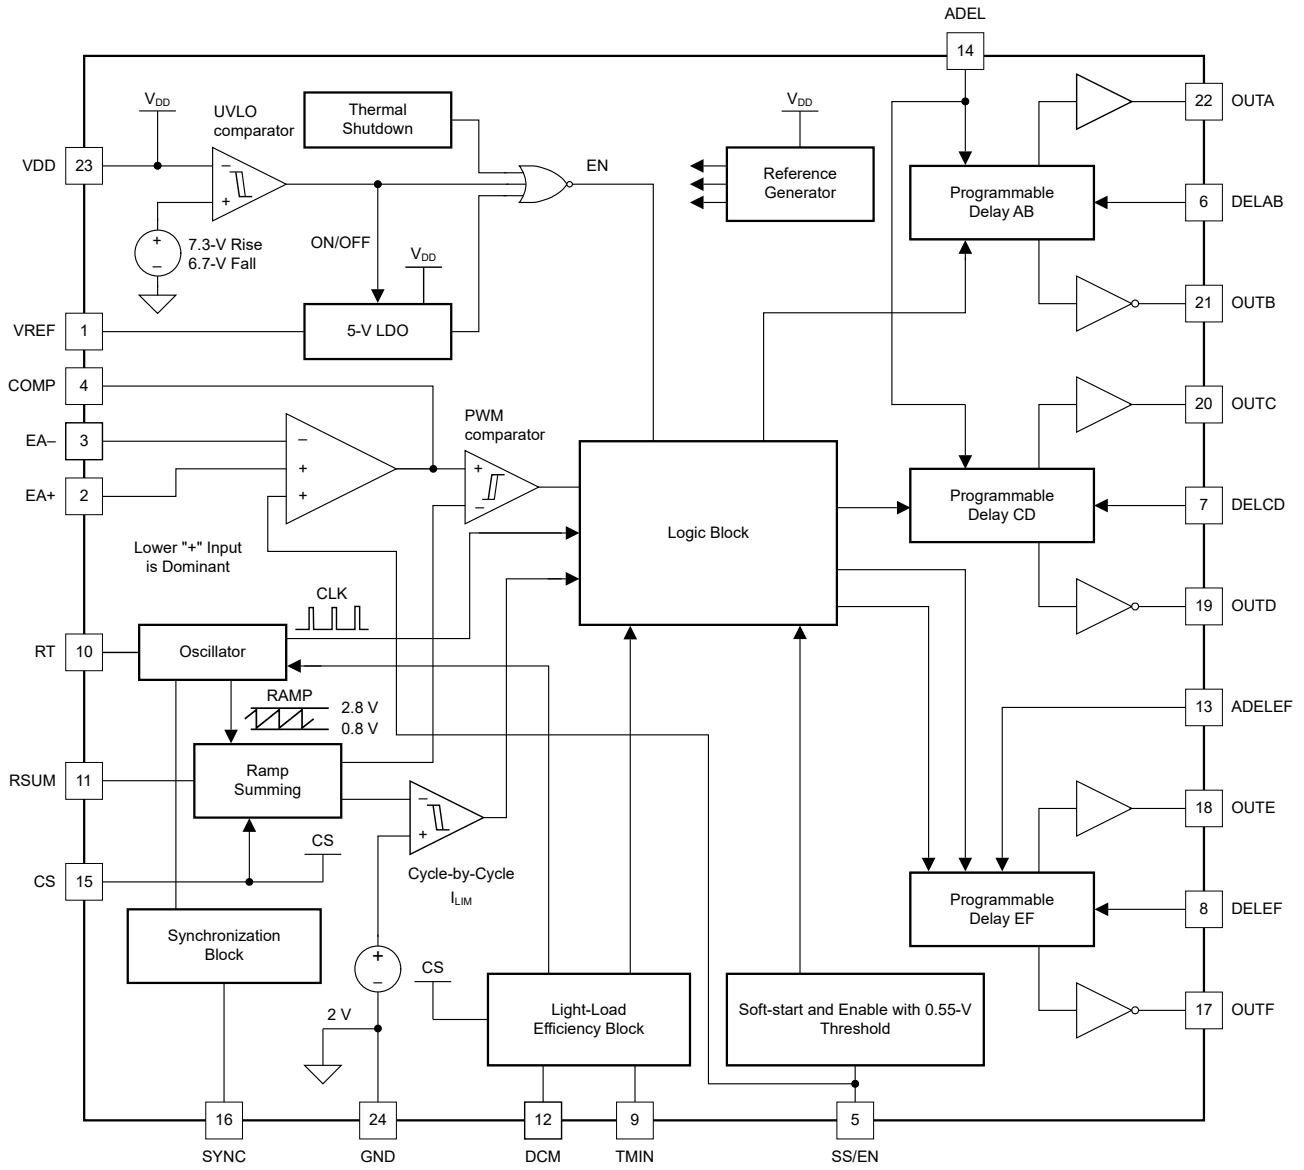 ADEL
14
VDD
UVLO
comparator
Thermal
Shutdown
VDD
22
OUTA
VDD
23
−
+
EN
Reference
Generator
Programmable
Delay AB
6
DELAB
+
−
7.3-V Rise
6.7-V Fall
ON/OFF
VDD
21
OUTB
VREF
1
5-V LDO
COMP
4
20
OUTC
EA–
3
−
PWM
comparator
EA+
2
+
+
+
−
Logic Block
Programmable
Delay CD
7
DELCD
Lower "+" Input
is Dominant
CLK
19
OUTD
RT
10
Oscillator
RAMP
2.8 V
0.8 V
13
ADELEF
RSUM
11
Ramp
Summing
−
+
18
OUTE
CS
CS
15
Cycle-by-Cycle
ILIM
Programmable
Delay EF
8
DELEF
Synchronization
Block
+
−
CS
2 V
Light-Load
Efficiency Block
Soft-start and Enable with 0.55-V
Threshold
17
OUTF
16
24
12
9
5
SYNC
GND
DCM
TMIN
SS/EN